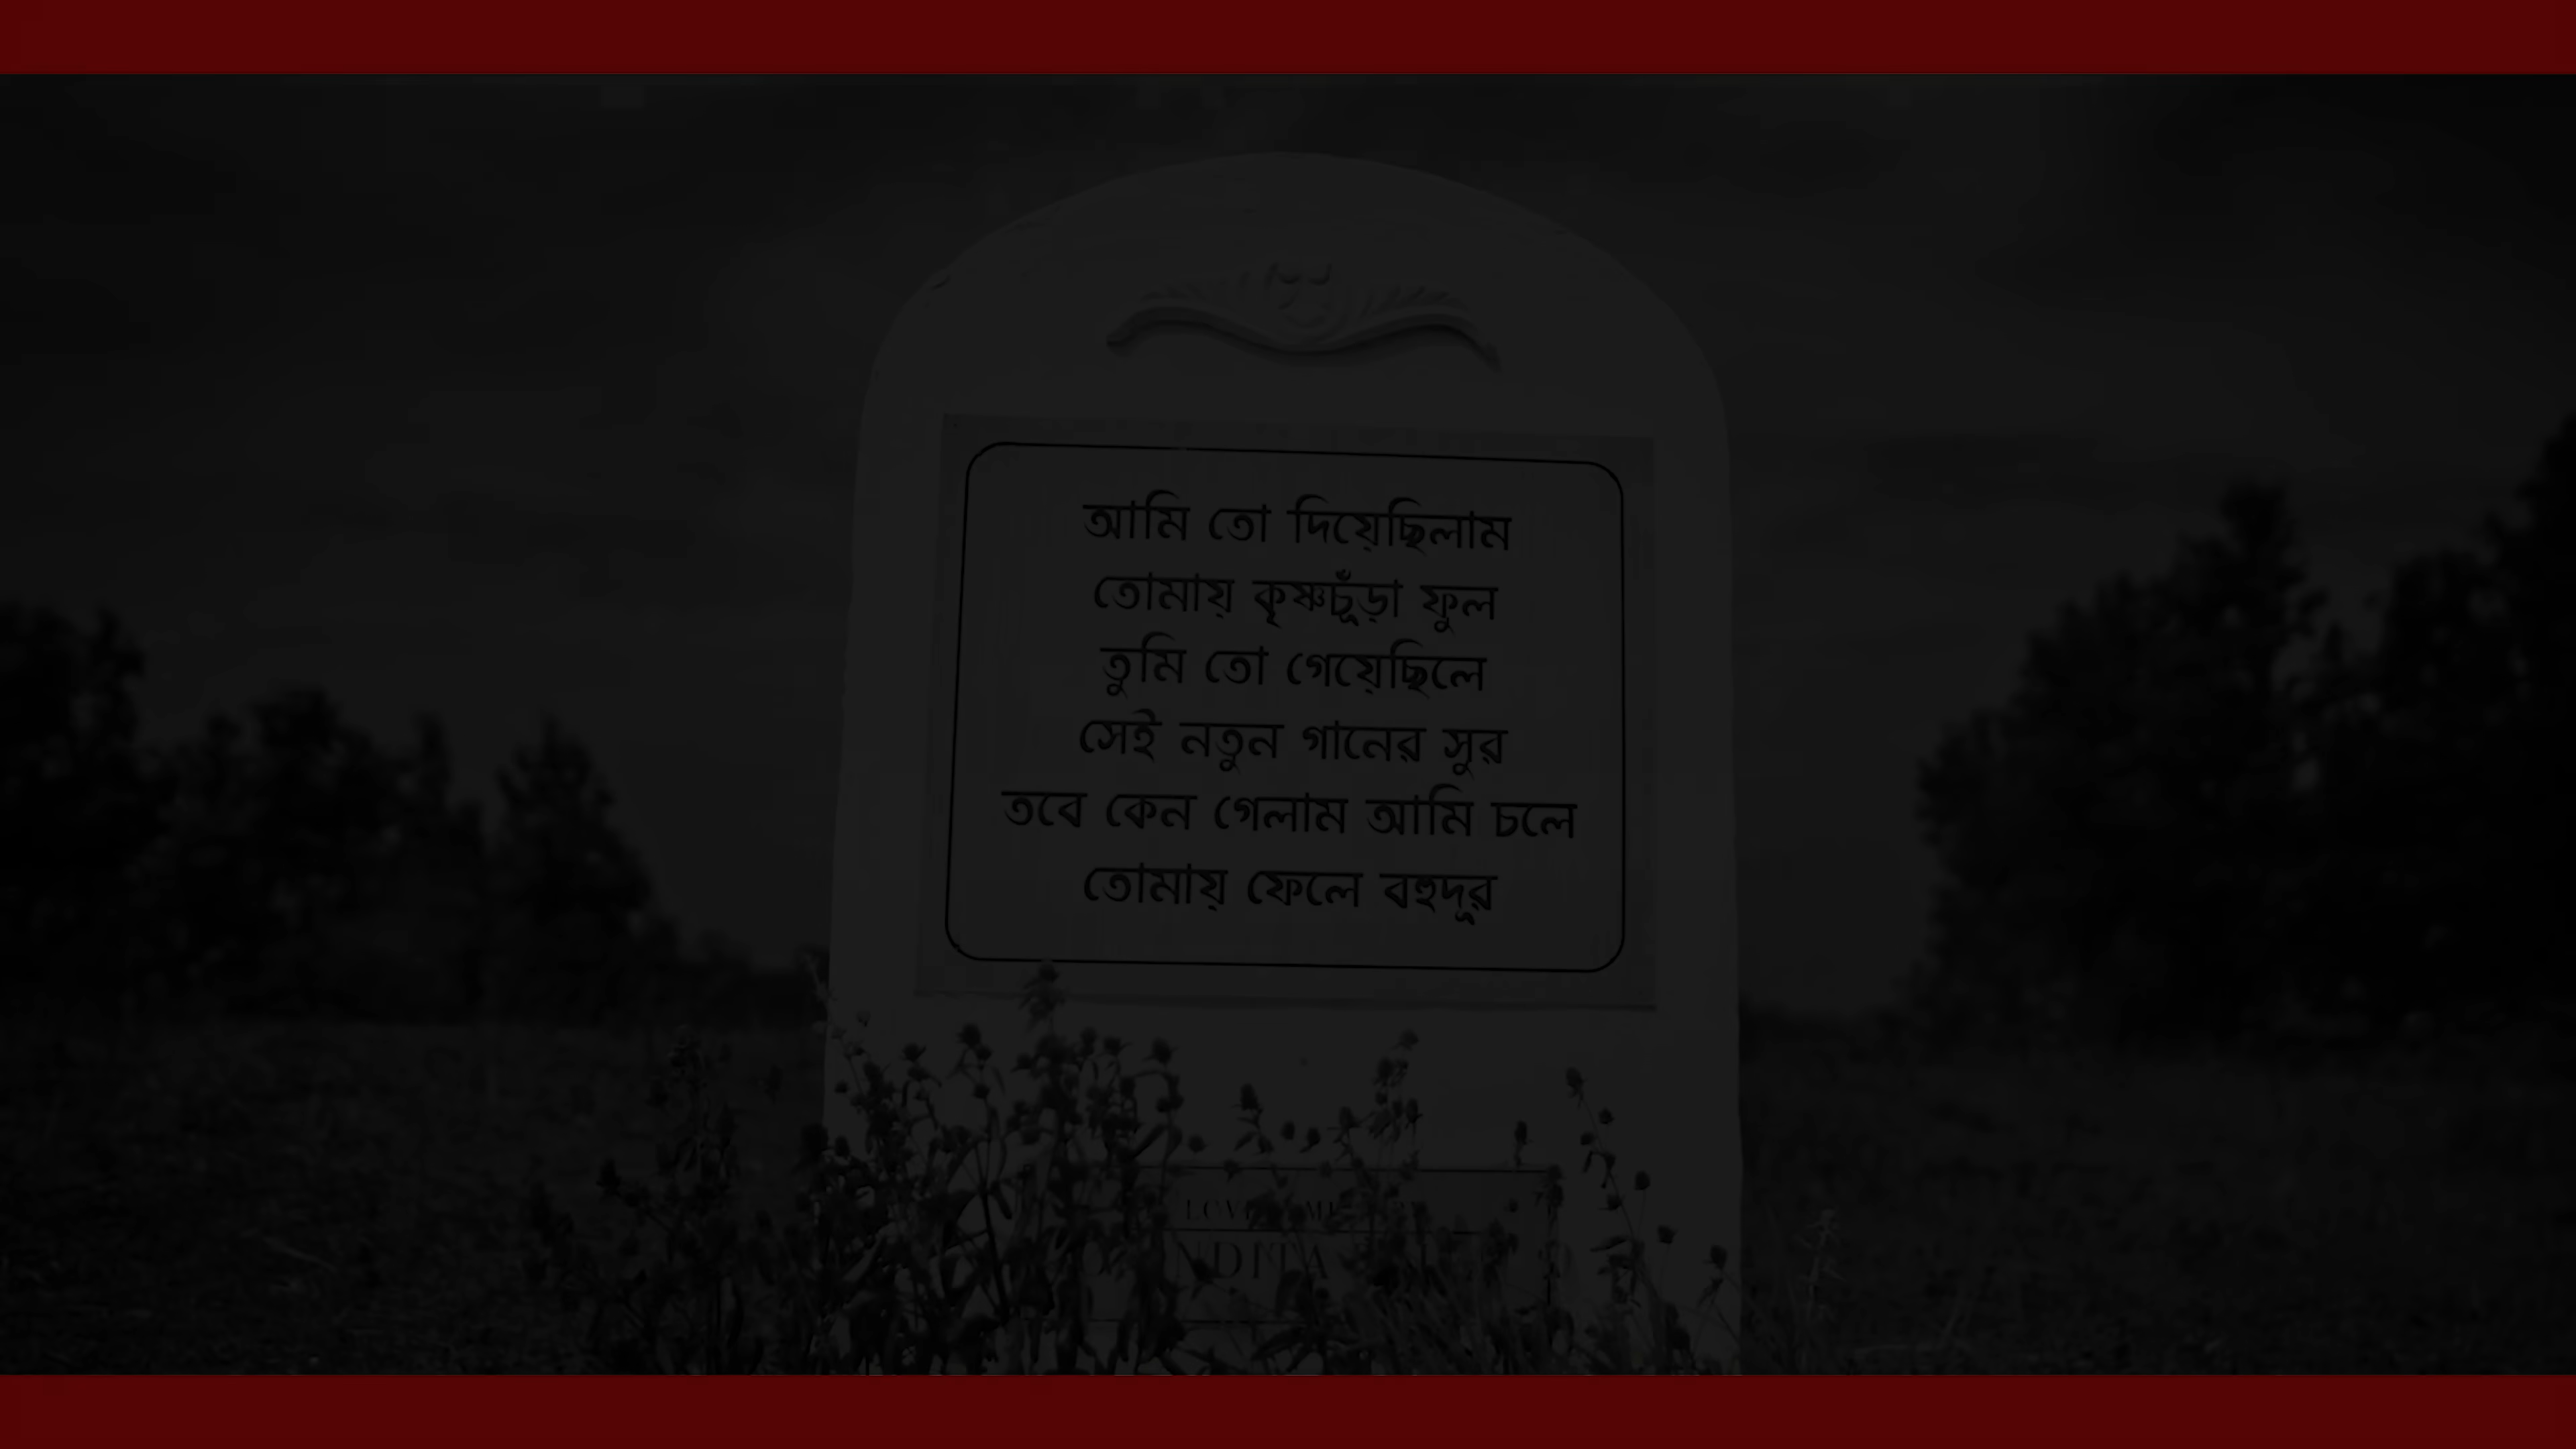 আমি তো দিয়েছিলাম
তোমায় কৃষ্ণচূঁড়া ফুল
তুমি তো গেয়েছিলে
সেই নতুন গানের সুর
তবে কেন গেলাম আমি চলে
তোমায় ফেলে বহুদূর